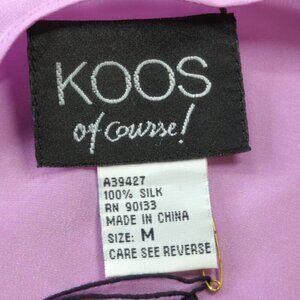 KOOS
of Course!
A39427
100% SILK
RN 90133
MADE IN CHINA
SIZE: M
CARE SEE REVERSE